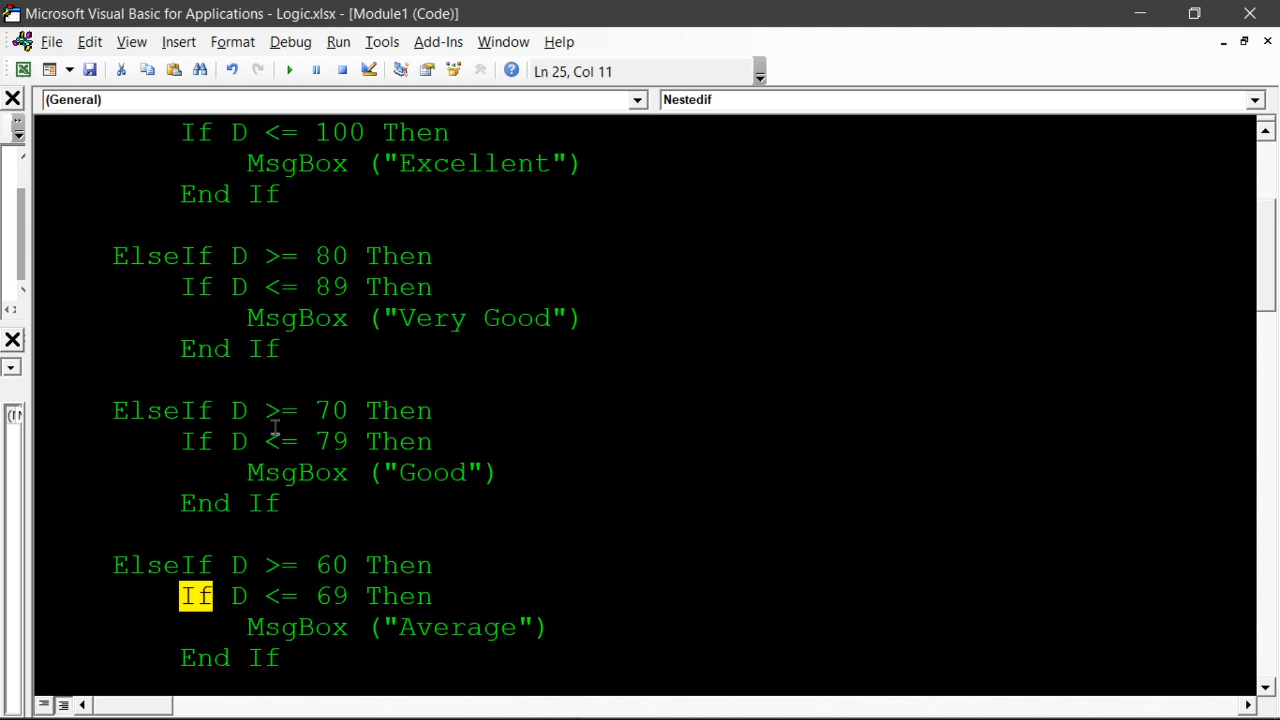 Microsoft Visual Basic for Applications - Logic.xlsx - [Module1 (Code)]
File Edit View Insert Format Debug Run Tools Add-Ins Window Help
Ln 25, Col 11
(General) Nestedif
If D <= 100 Then
MsgBox ("Excellent")
End If
ElseIf D >= 80 Then
If D <= 89 Then
MsgBox ("Very Good")
End If
ElseIf D >= 70 Then
If D <= 79 Then
MsgBox ("Good")
End If
ElseIf D >= 60 Then
If D <= 69 Then
MsgBox ("Average")
End If